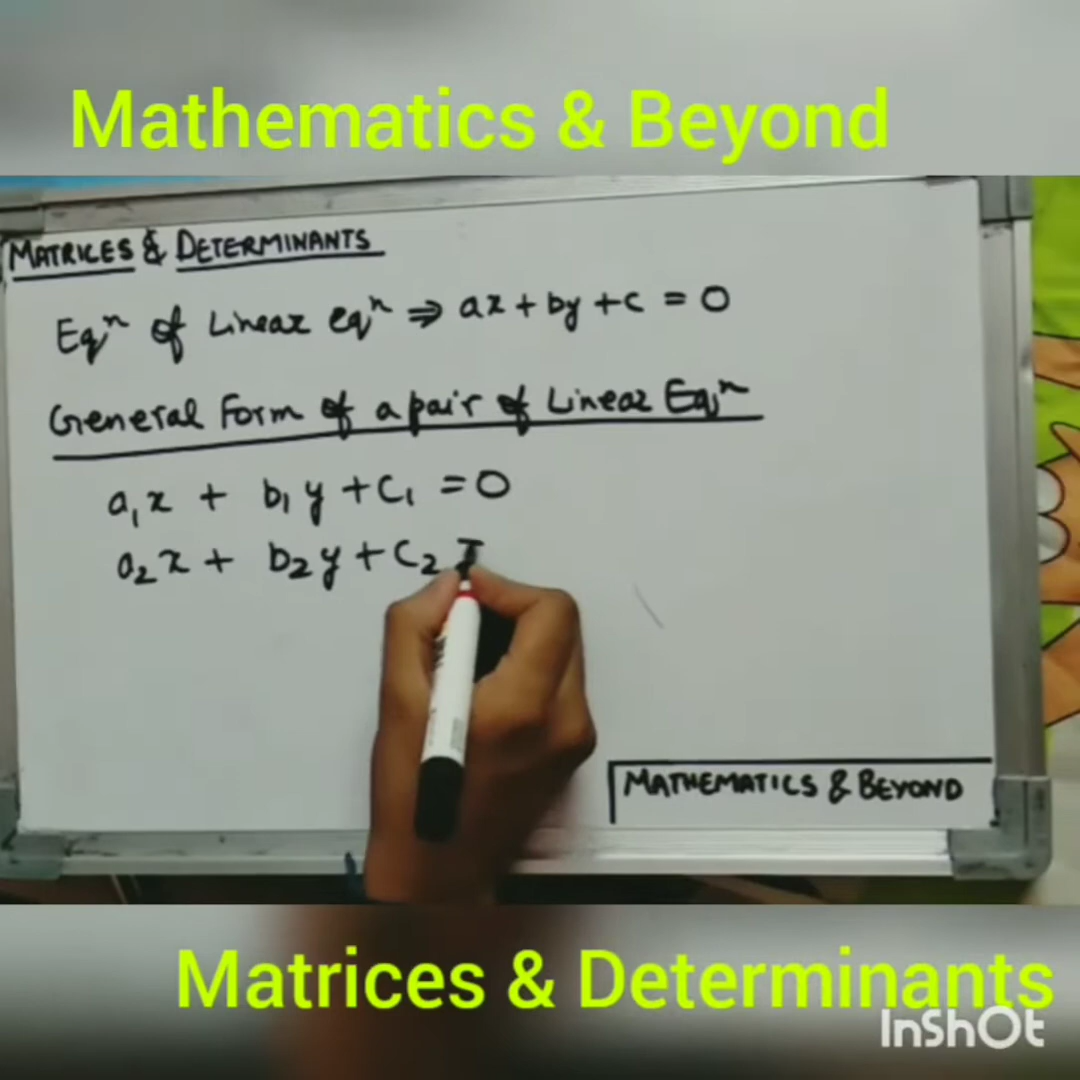 Mathematics & Beyond
MATRICES & DETERMINANTS
Eqⁿ of Linear eqⁿ ⇒ ax + by + c = 0
General Form of a pair of Linear Eqⁿ
a₁x + b₁y + c₁ = 0
a₂x + b₂y + c₂ =
MATHEMATICS & BEYOND
Matrices & Determinants
InShOt